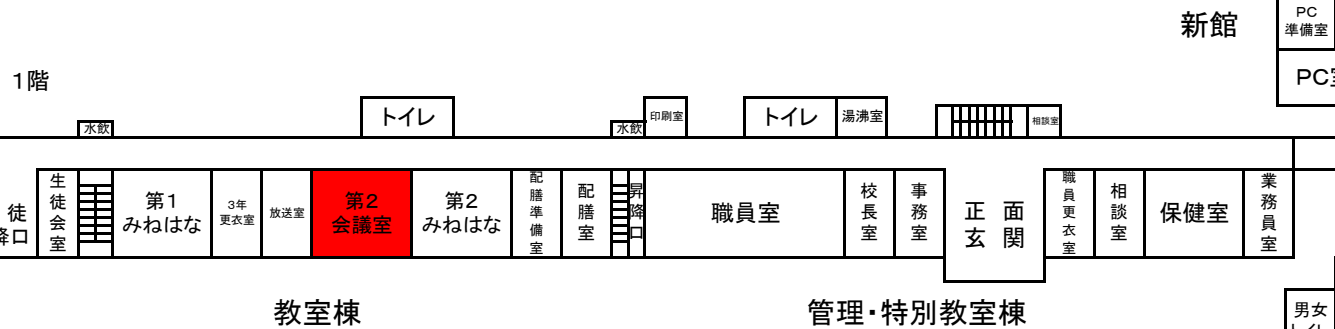 新館
PC
準備室
PC室
1階
水飲
トイレ
水飲
印刷室
トイレ
湯沸室
相談室
徒
降口
生徒会室
第1
みねはな
3年
更衣室
放送室
第2
会議室
第2
みねはな
配膳準備室
配膳室
昇降口
職員室
校長室
事務室
正面
玄関
職員更衣室
相談室
保健室
業務員室
教室棟
管理・特別教室棟
男女
トイレ